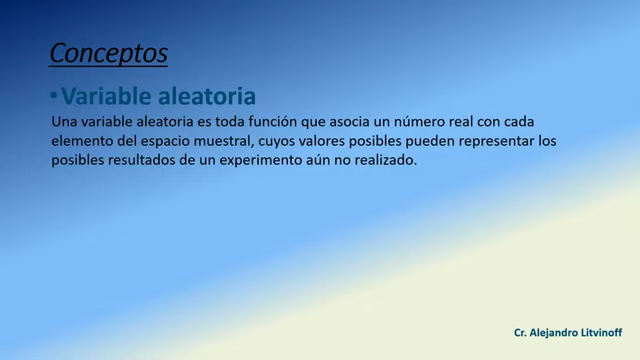 Conceptos
•Variable aleatoria
Una variable aleatoria es toda función que asocia un número real con cada
elemento del espacio muestral, cuyos valores posibles pueden representar los
posibles resultados de un experimento aún no realizado.
Cr. Alejandro Litvinoff